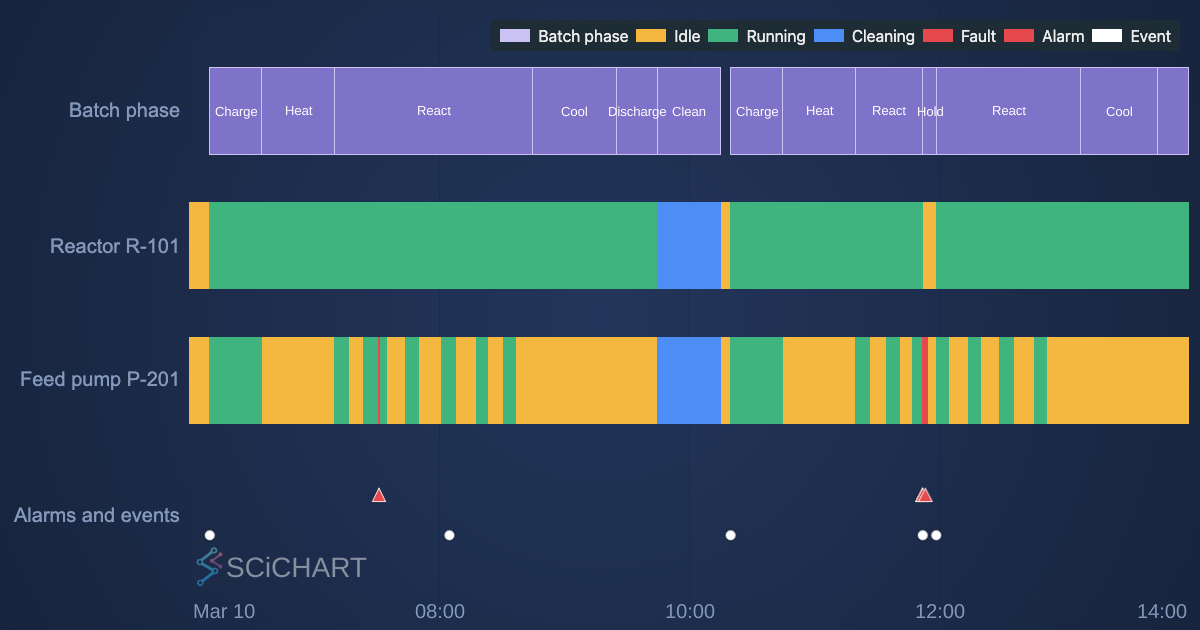 Batch phase Idle Running Cleaning Fault Alarm Event
Batch phase
Charge Heat React Cool Discharge Clean Charge Heat React Hold React Cool
Reactor R-101
Feed pump P-201
Alarms and events
SCiCHART
Mar 10 08:00 10:00 12:00 14:00